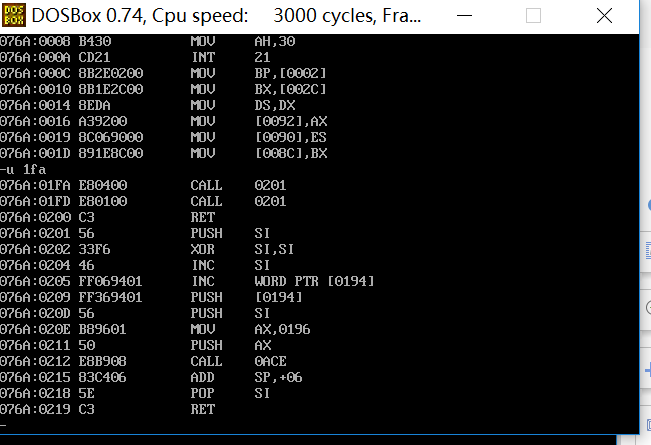 DOS BOX
DOSBox 0.74, Cpu speed: 3000 cycles, Fra...
076A:0008 B430 MOV AH,30
076A:000A CD21 INT 21
076A:000C 8B2E0200 MOV BP,[0002]
076A:0010 8B1E2C00 MOV BX,[002C]
076A:0014 8EDA MOV DS,DX
076A:0016 A39200 MOV [0092],AX
076A:0019 8C069000 MOV [0090],ES
076A:001D 891E8C00 MOV [008C],BX
-u 1fa
076A:01FA E80400 CALL 0201
076A:01FD E80100 CALL 0201
076A:0200 C3 RET
076A:0201 56 PUSH SI
076A:0202 33F6 XOR SI,SI
076A:0204 46 INC SI
076A:0205 FF069401 INC WORD PTR [0194]
076A:0209 FF369401 PUSH [0194]
076A:020D 56 PUSH SI
076A:020E B89601 MOV AX,0196
076A:0211 50 PUSH AX
076A:0212 E8B908 CALL 0ACE
076A:0215 83C406 ADD SP,+06
076A:0218 5E POP SI
076A:0219 C3 RET
-